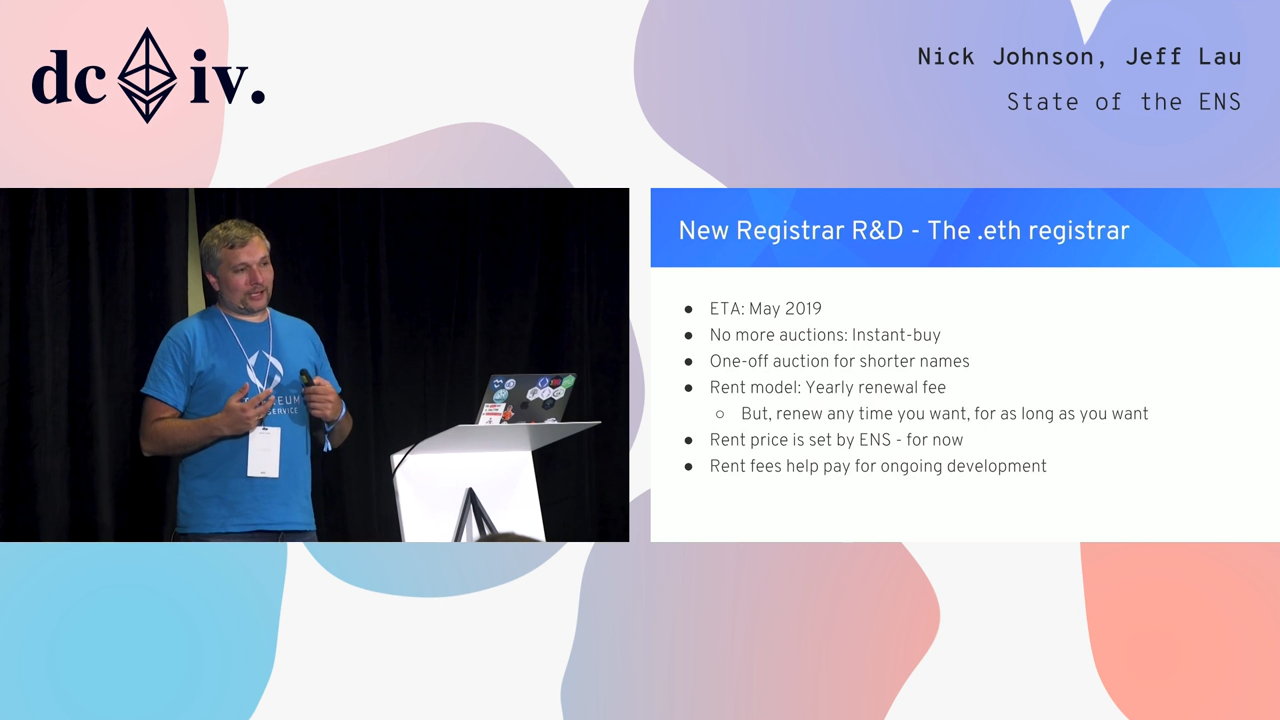 dc iv.
Nick Johnson, Jeff Lau
State of the ENS
New Registrar R&D - The .eth registrar
● ETA: May 2019
● No more auctions: Instant-buy
● One-off auction for shorter names
● Rent model: Yearly renewal fee
○ But, renew any time you want, for as long as you want
● Rent price is set by ENS - for now
● Rent fees help pay for ongoing development